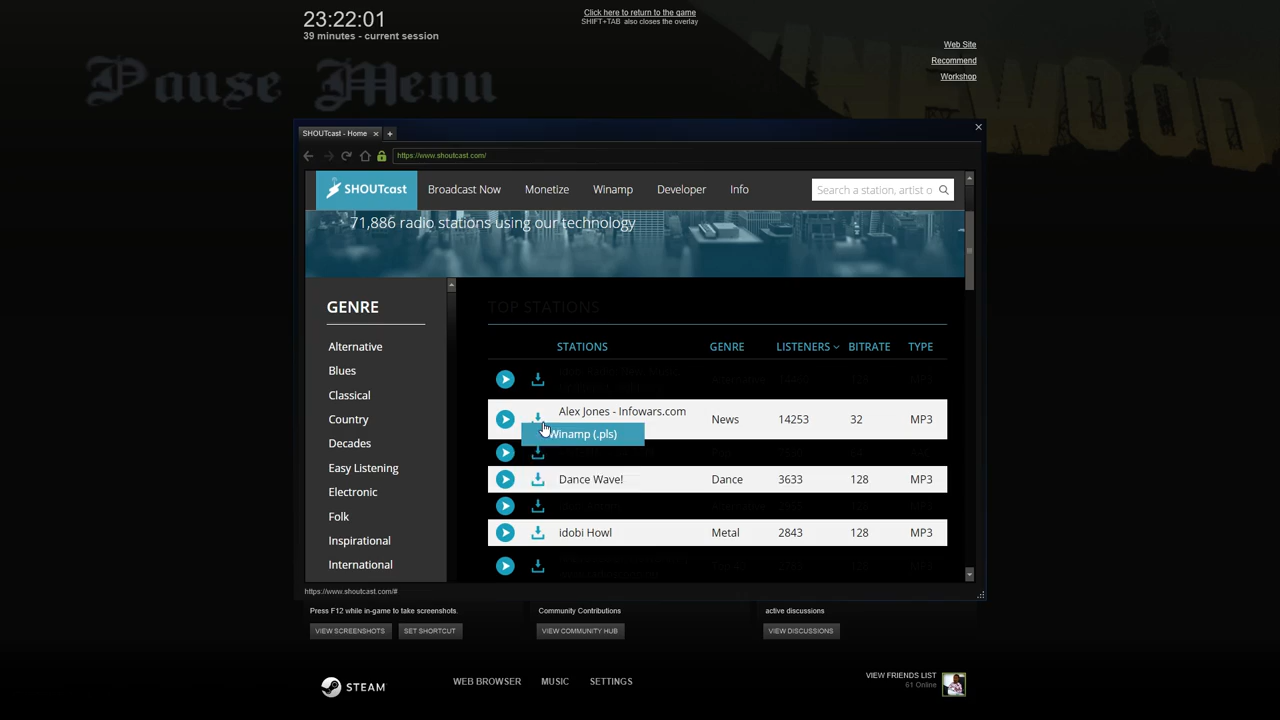 23:22:01
39 minutes - current session
Click here to return to the game
SHIFT+TAB also closes the overlay
Web Site
Recommend
Workshop
Pause Menu
INEWOOD
SHOUTcast - Home
https://www.shoutcast.com/
SHOUTcast
Broadcast Now
Monetize
Winamp
Developer
Info
Search a station, artist o
71,886 radio stations using our technology
GENRE
Alternative
Blues
Classical
Country
Decades
Easy Listening
Electronic
Folk
Inspirational
International
TOP STATIONS
STATIONS GENRE LISTENERS BITRATE TYPE
Alex Jones - Infowars.com News 14253 32 MP3
Winamp (.pls)
Dance Wave! Dance 3633 128 MP3
idobi Howl Metal 2843 128 MP3
https://www.shoutcast.com/#
Press F12 while in-game to take screenshots.
VIEW SCREENSHOTS
SET SHORTCUT
Community Contributions
VIEW COMMUNITY HUB
active discussions
VIEW DISCUSSIONS
STEAM
WEB BROWSER
MUSIC
SETTINGS
VIEW FRIENDS LIST
61 Online